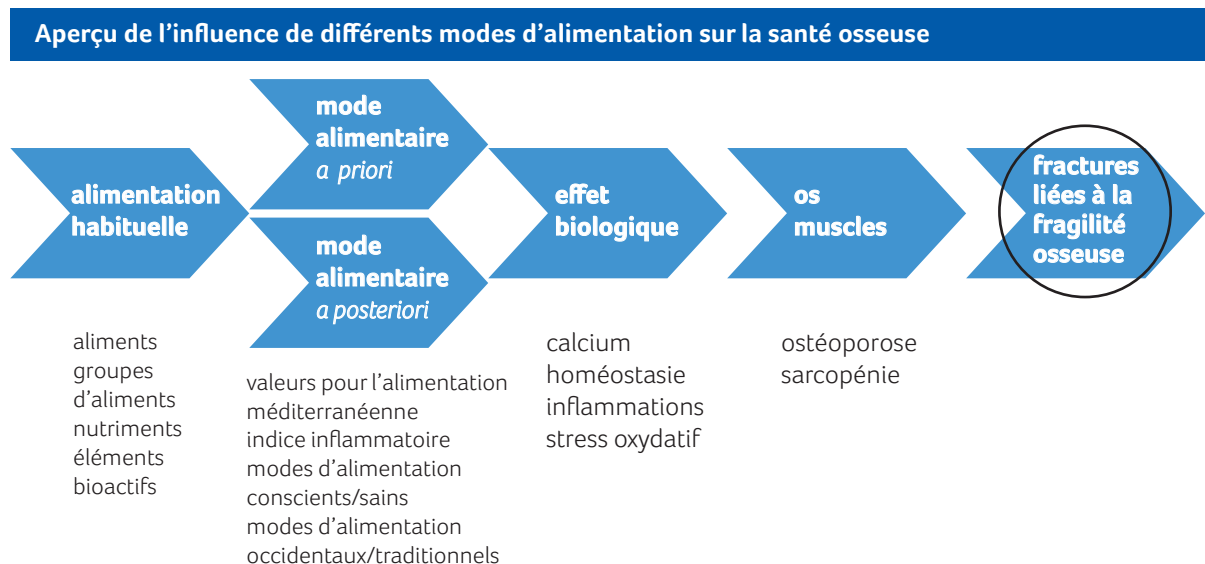 Aperçu de l’influence de différents modes d’alimentation sur la santé osseuse
alimentation
habituelle
mode
alimentaire
a priori
mode
alimentaire
a posteriori
effet
biologique
os
muscles
fractures
liées à la
fragilité
osseuse
aliments
groupes
d’aliments
nutriments
éléments
bioactifs
valeurs pour l’alimentation
méditerranéenne
indice inflammatoire
modes d’alimentation
conscients/sains
modes d’alimentation
occidentaux/traditionnels
calcium
homéostasie
inflammations
stress oxydatif
ostéoporose
sarcopénie